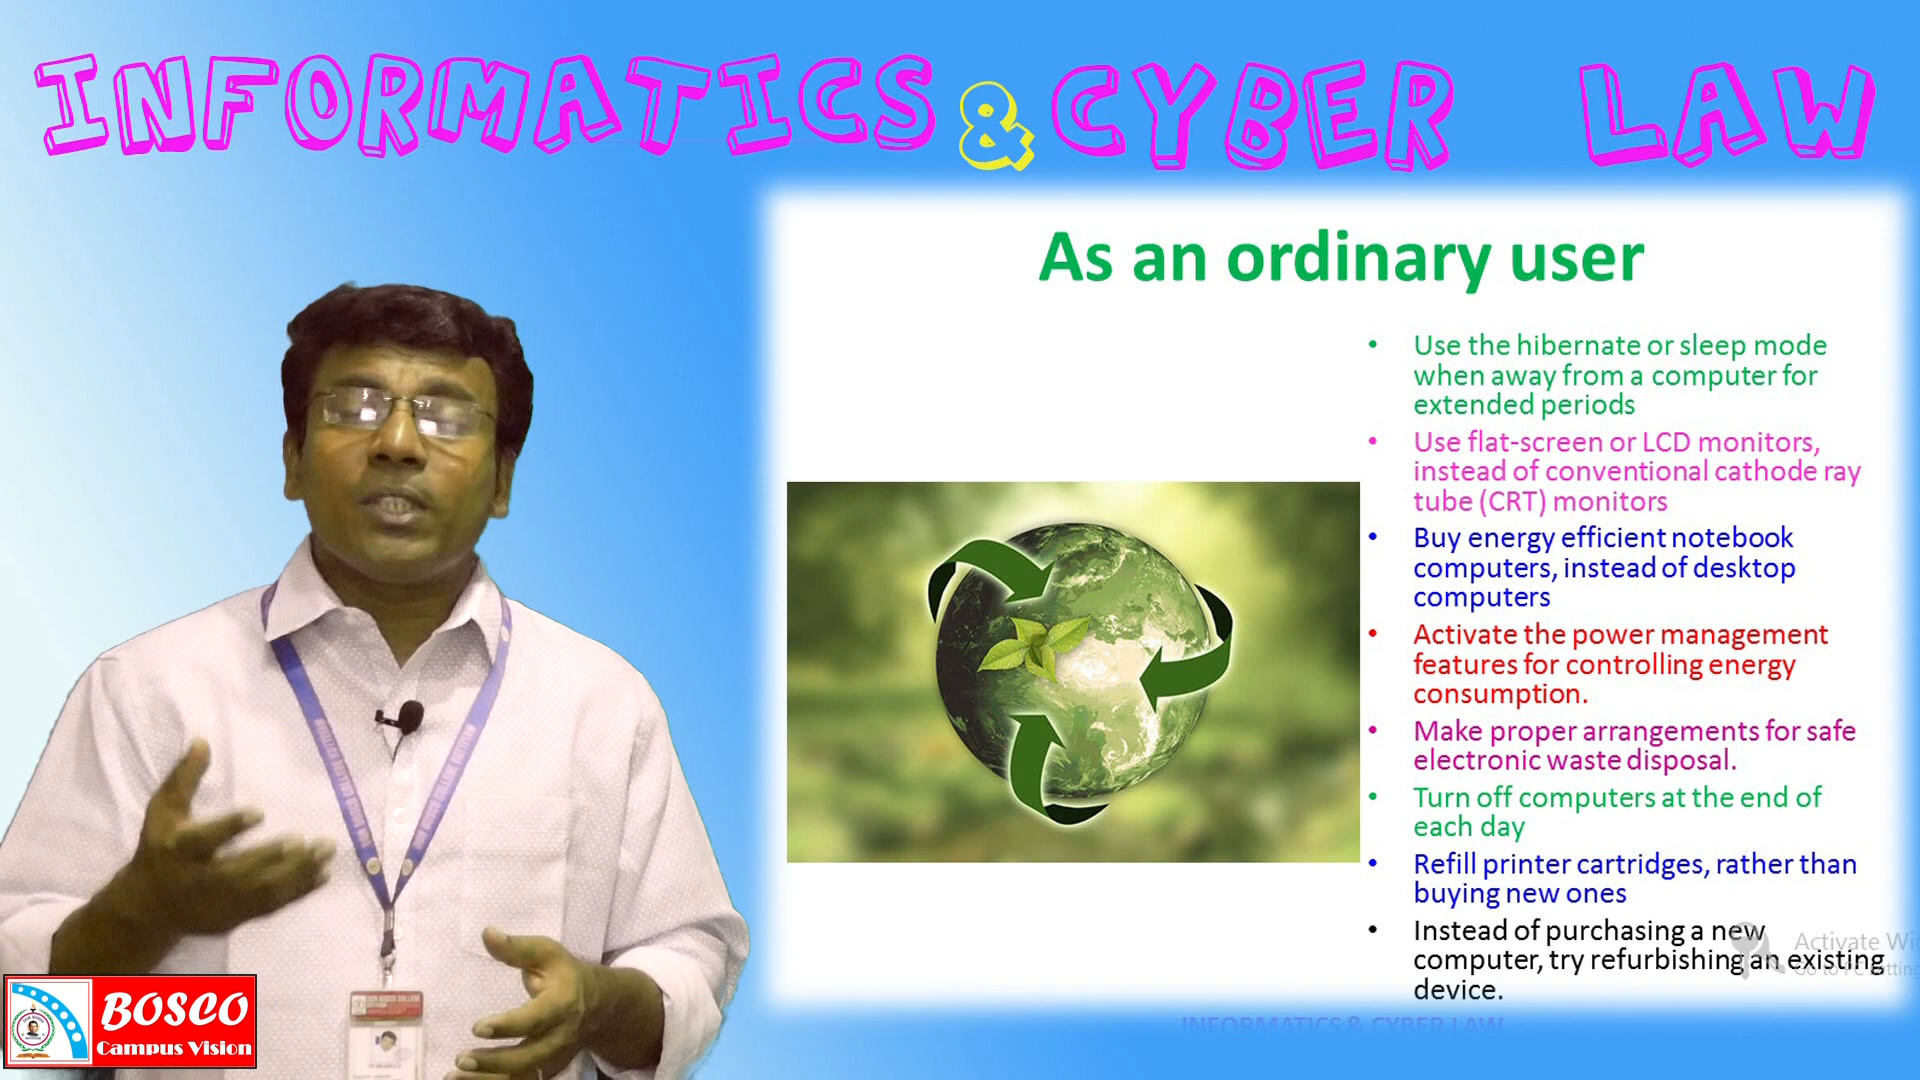 INFORMATICS & CYBER LAW
As an ordinary user
• Use the hibernate or sleep mode
when away from a computer for
extended periods
• Use flat-screen or LCD monitors,
instead of conventional cathode ray
tube (CRT) monitors
• Buy energy efficient notebook
computers, instead of desktop
computers
• Activate the power management
features for controlling energy
consumption.
• Make proper arrangements for safe
electronic waste disposal.
• Turn off computers at the end of
each day
• Refill printer cartridges, rather than
buying new ones
• Instead of purchasing a new
computer, try refurbishing an existing
device.
Activate Wi
INFORMATICS & CYBER LAW
BOSCO
Campus Vision